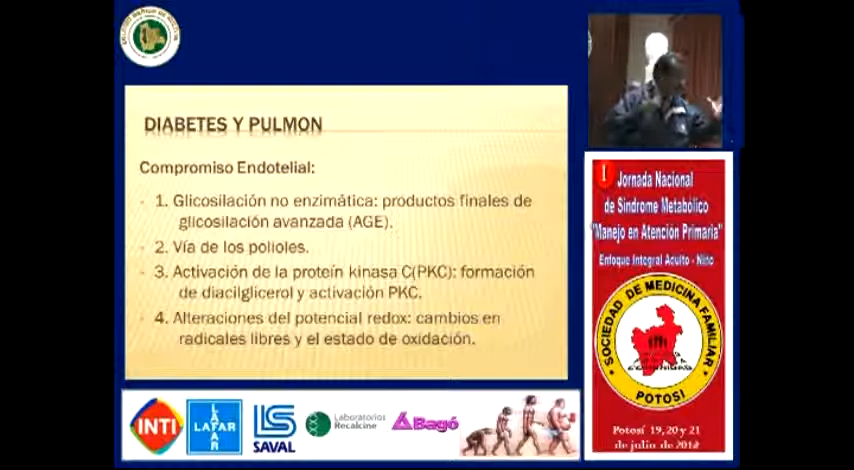 DIABETES Y PULMON
Compromiso Endotelial:
1. Glicosilación no enzimática: productos finales de
glicosilación avanzada (AGE).
2. Vía de los polioles.
3. Activación de la proteín kinasa C(PKC): formación
de diacilglicerol y activación PKC.
4. Alteraciones del potencial redox: cambios en
radicales libres y el estado de oxidación.
I Jornada Nacional
de Sindrome Metabólico
"Manejo en Atención Primaria"
Enfoque Integral Adulto - Niño
SOCIEDAD DE MEDICINA FAMILIAR
POTOSI
Potosí 19, 20 y 21
de julio de 2012
INTI
LAFAR
LAFAR
LS
SAVAL
Laboratorios
Recalcine
Bagó